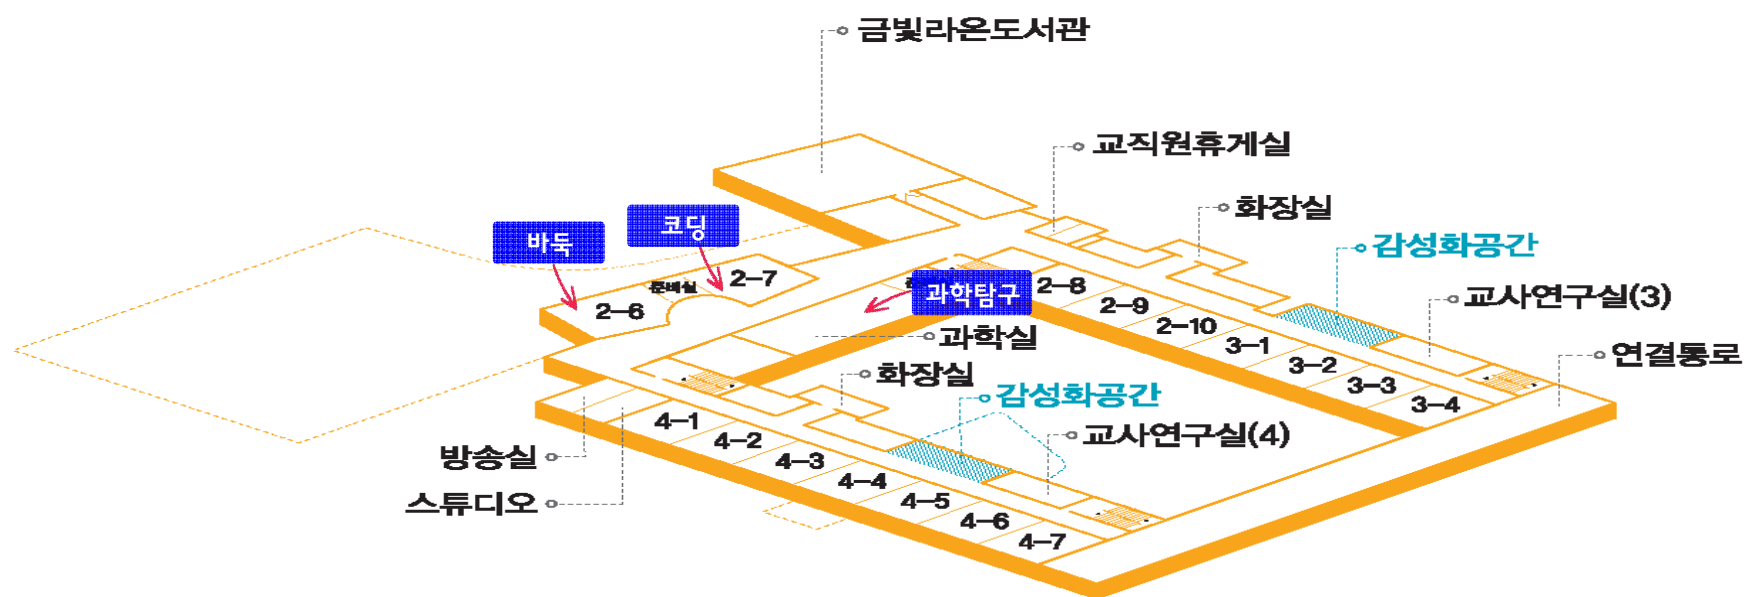 금빛라온도서관
교직원휴게실
화장실
코딩
바둑
감성화공간
2-7
준비실
2-8
과학탐구
교사연구실(3)
2-6
2-9
2-10
과학실
3-1
연결통로
3-2
화장실
3-3
감성화공간
3-4
4-1
교사연구실(4)
4-2
방송실
4-3
4-4
스튜디오
4-5
4-6
4-7